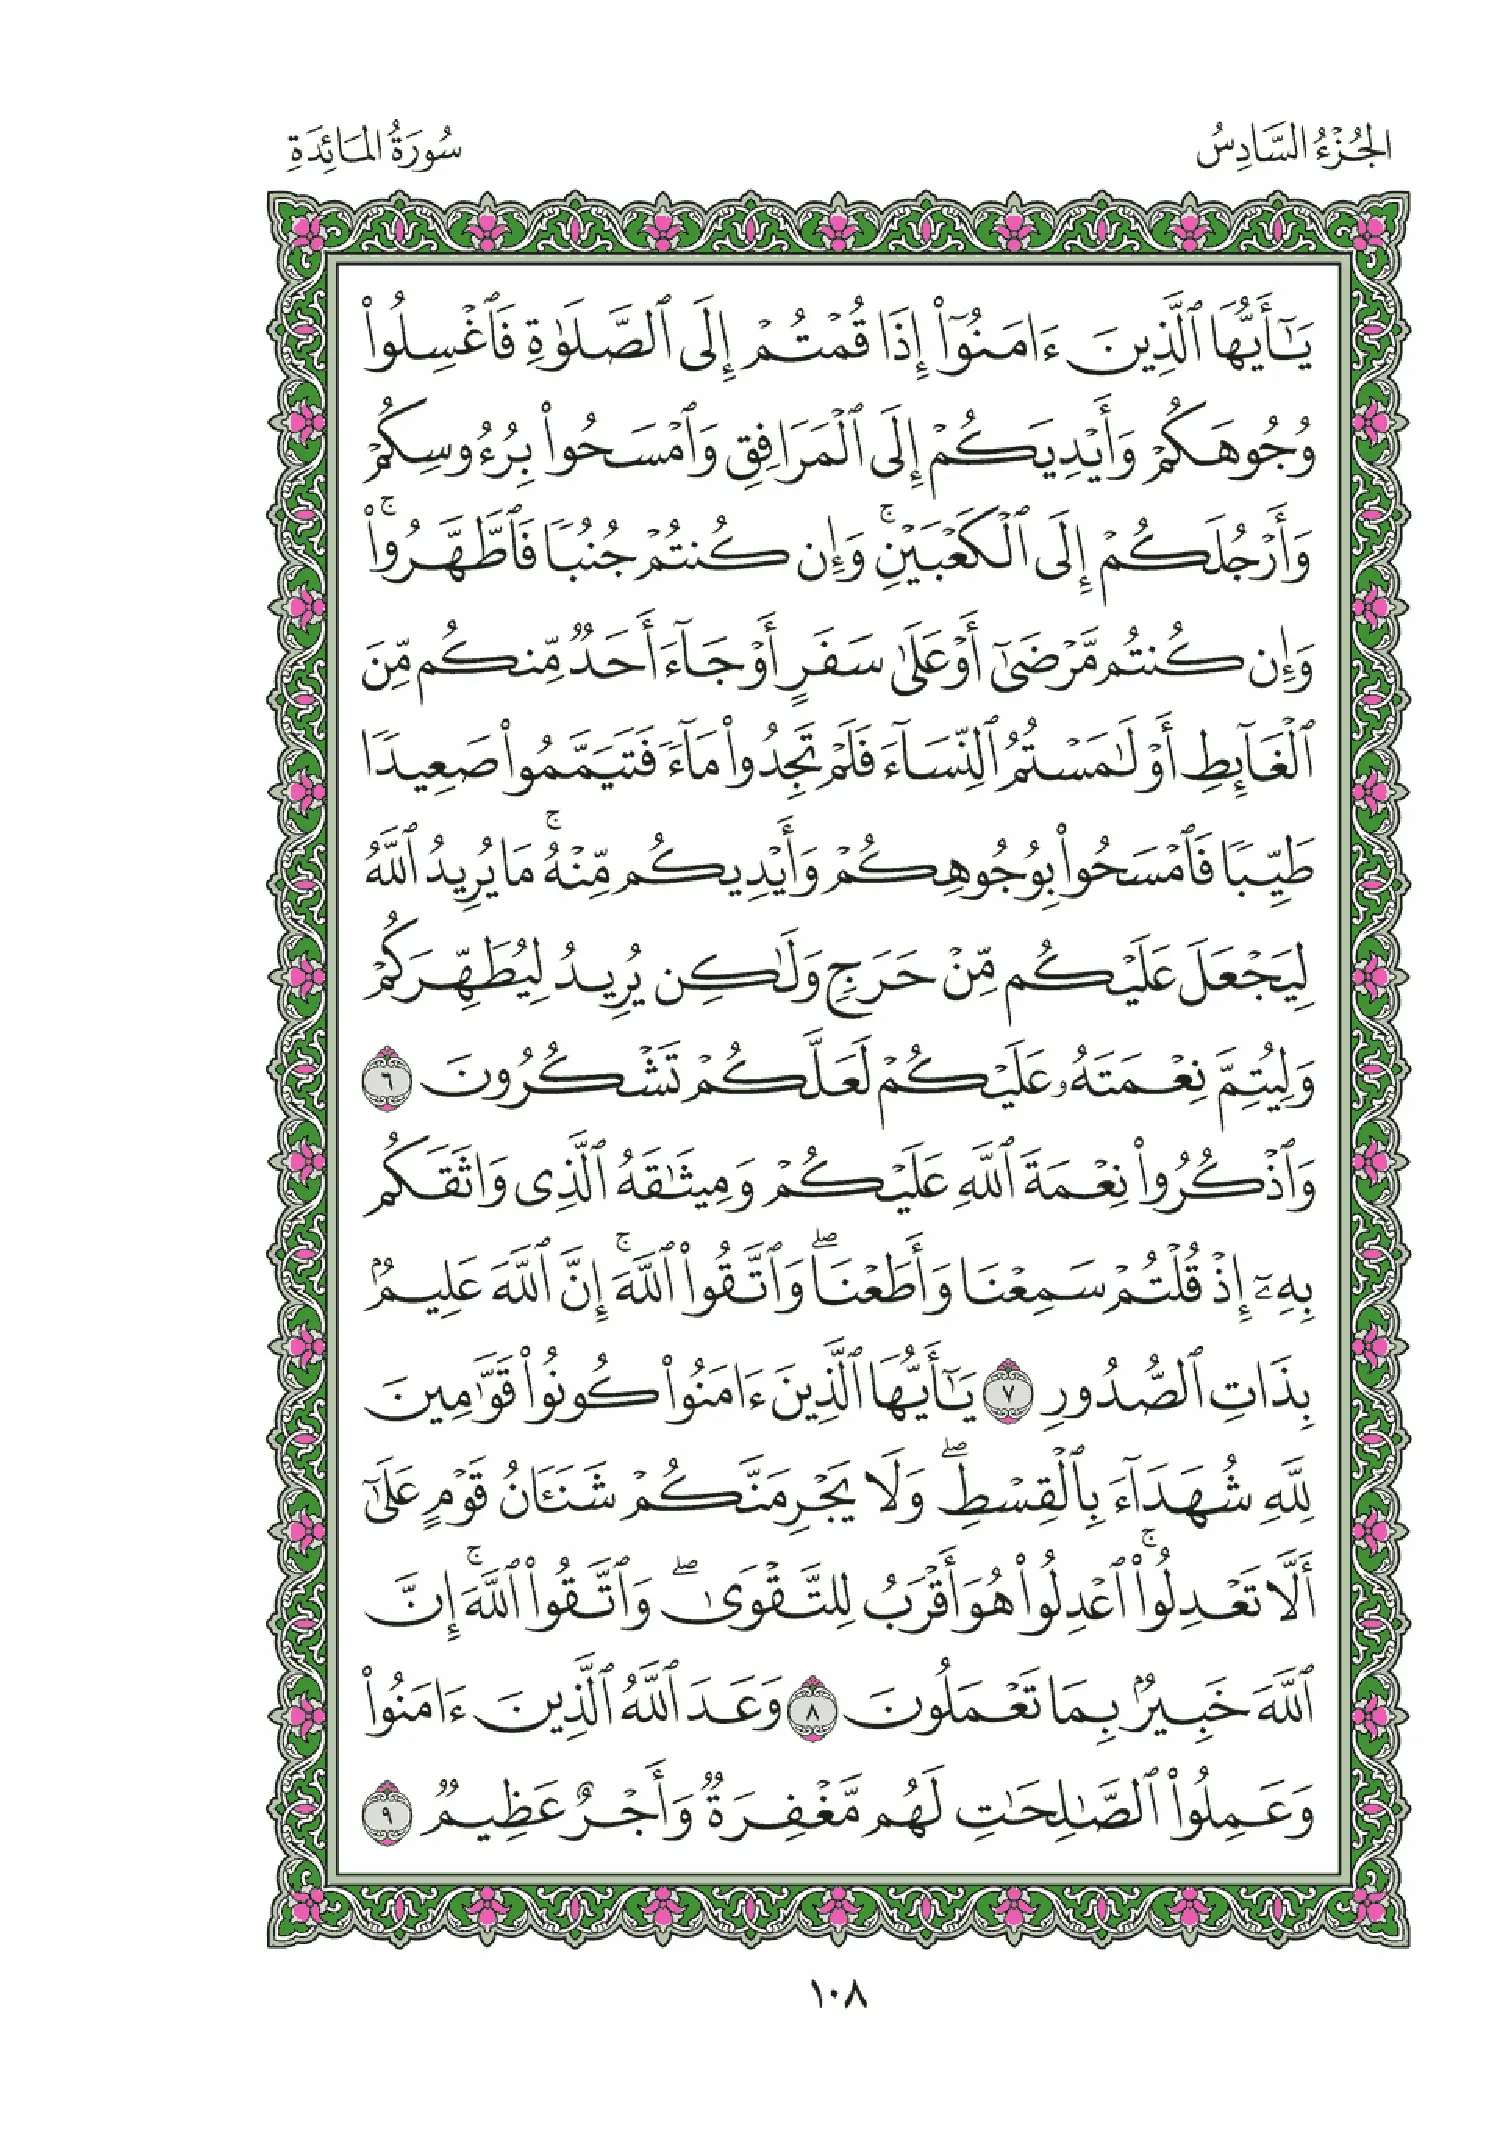 الجُزْءُ السَّادِسُ
سُورَةُ المَائِدَةِ
يَـٰٓأَيُّهَا ٱلَّذِينَ ءَامَنُوٓا۟ إِذَا قُمْتُمْ إِلَى ٱلصَّلَوٰةِ فَٱغْسِلُوا۟
وُجُوهَكُمْ وَأَيْدِيَكُمْ إِلَى ٱلْمَرَافِقِ وَٱمْسَحُوا۟ بِرُءُوسِكُمْ
وَأَرْجُلَكُمْ إِلَى ٱلْكَعْبَيْنِ ۚ وَإِن كُنتُمْ جُنُبًا فَٱطَّهَّرُوا۟ ۚ
وَإِن كُنتُم مَّرْضَىٰٓ أَوْ عَلَىٰ سَفَرٍ أَوْ جَآءَ أَحَدٌ مِّنكُم مِّنَ
ٱلْغَآئِطِ أَوْ لَـٰمَسْتُمُ ٱلنِّسَآءَ فَلَمْ تَجِدُوا۟ مَآءً فَتَيَمَّمُوا۟ صَعِيدًا
طَيِّبًا فَٱمْسَحُوا۟ بِوُجُوهِكُمْ وَأَيْدِيكُم مِّنْهُ ۚ مَا يُرِيدُ ٱللَّهُ
لِيَجْعَلَ عَلَيْكُم مِّنْ حَرَجٍ وَلَـٰكِن يُرِيدُ لِيُطَهِّرَكُمْ
وَلِيُتِمَّ نِعْمَتَهُۥ عَلَيْكُمْ لَعَلَّكُمْ تَشْكُرُونَ ٦
وَٱذْكُرُوا۟ نِعْمَةَ ٱللَّهِ عَلَيْكُمْ وَمِيثَـٰقَهُ ٱلَّذِى وَاثَقَكُم
بِهِۦٓ إِذْ قُلْتُمْ سَمِعْنَا وَأَطَعْنَا ۖ وَٱتَّقُوا۟ ٱللَّهَ ۚ إِنَّ ٱللَّهَ عَلِيمٌۢ
بِذَاتِ ٱلصُّدُورِ ٧ يَـٰٓأَيُّهَا ٱلَّذِينَ ءَامَنُوا۟ كُونُوا۟ قَوَّٰمِينَ
لِلَّهِ شُهَدَآءَ بِٱلْقِسْطِ ۖ وَلَا يَجْرِمَنَّكُمْ شَنَـَٔانُ قَوْمٍ عَلَىٰٓ
أَلَّا تَعْدِلُوا۟ ۚ ٱعْدِلُوا۟ هُوَ أَقْرَبُ لِلتَّقْوَىٰ ۖ وَٱتَّقُوا۟ ٱللَّهَ ۚ إِنَّ
ٱللَّهَ خَبِيرٌۢ بِمَا تَعْمَلُونَ ٨ وَعَدَ ٱللَّهُ ٱلَّذِينَ ءَامَنُوا۟
وَعَمِلُوا۟ ٱلصَّـٰلِحَـٰتِ لَهُم مَّغْفِرَةٌ وَأَجْرٌ عَظِيمٌ ٩
١٠٨